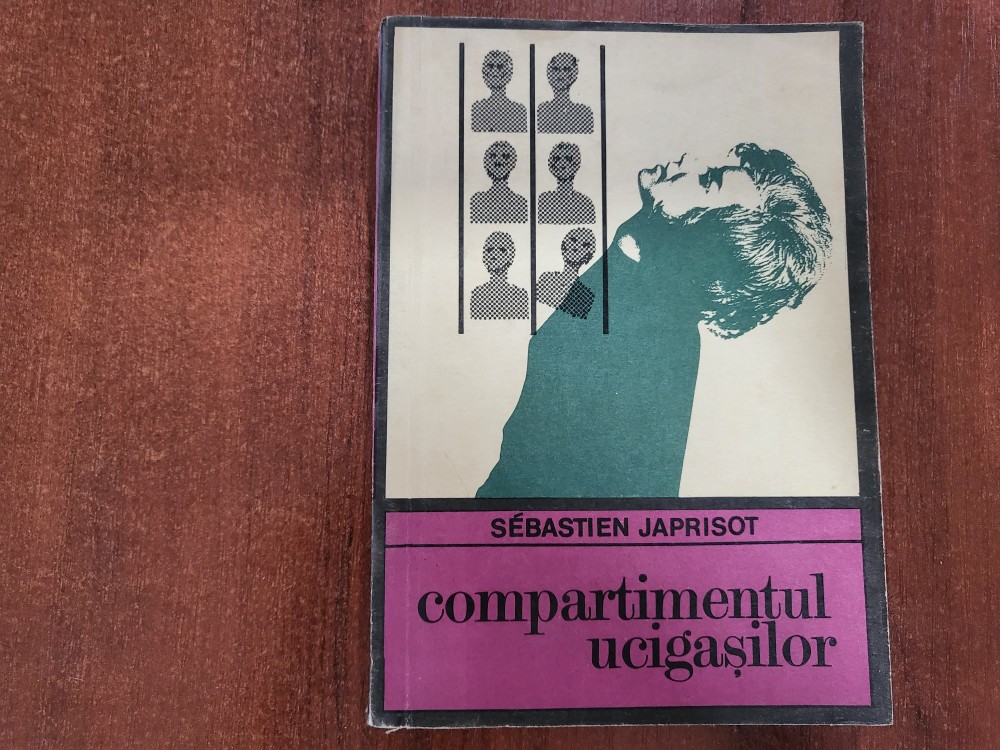 SÉBASTIEN JAPRISOT
compartimentul
ucigașilor